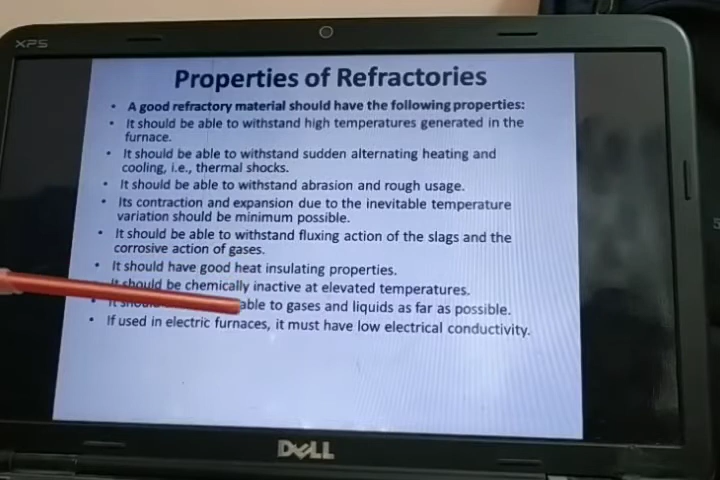 XPS
Properties of Refractories
• A good refractory material should have the following properties:
• It should be able to withstand high temperatures generated in the
furnace.
• It should be able to withstand sudden alternating heating and
cooling, i.e., thermal shocks.
• It should be able to withstand abrasion and rough usage.
• Its contraction and expansion due to the inevitable temperature
variation should be minimum possible.
• It should be able to withstand fluxing action of the slags and the
corrosive action of gases.
• It should have good heat insulating properties.
It should be chemically inactive at elevated temperatures.
• It should able to gases and liquids as far as possible.
• If used in electric furnaces, it must have low electrical conductivity.
DELL